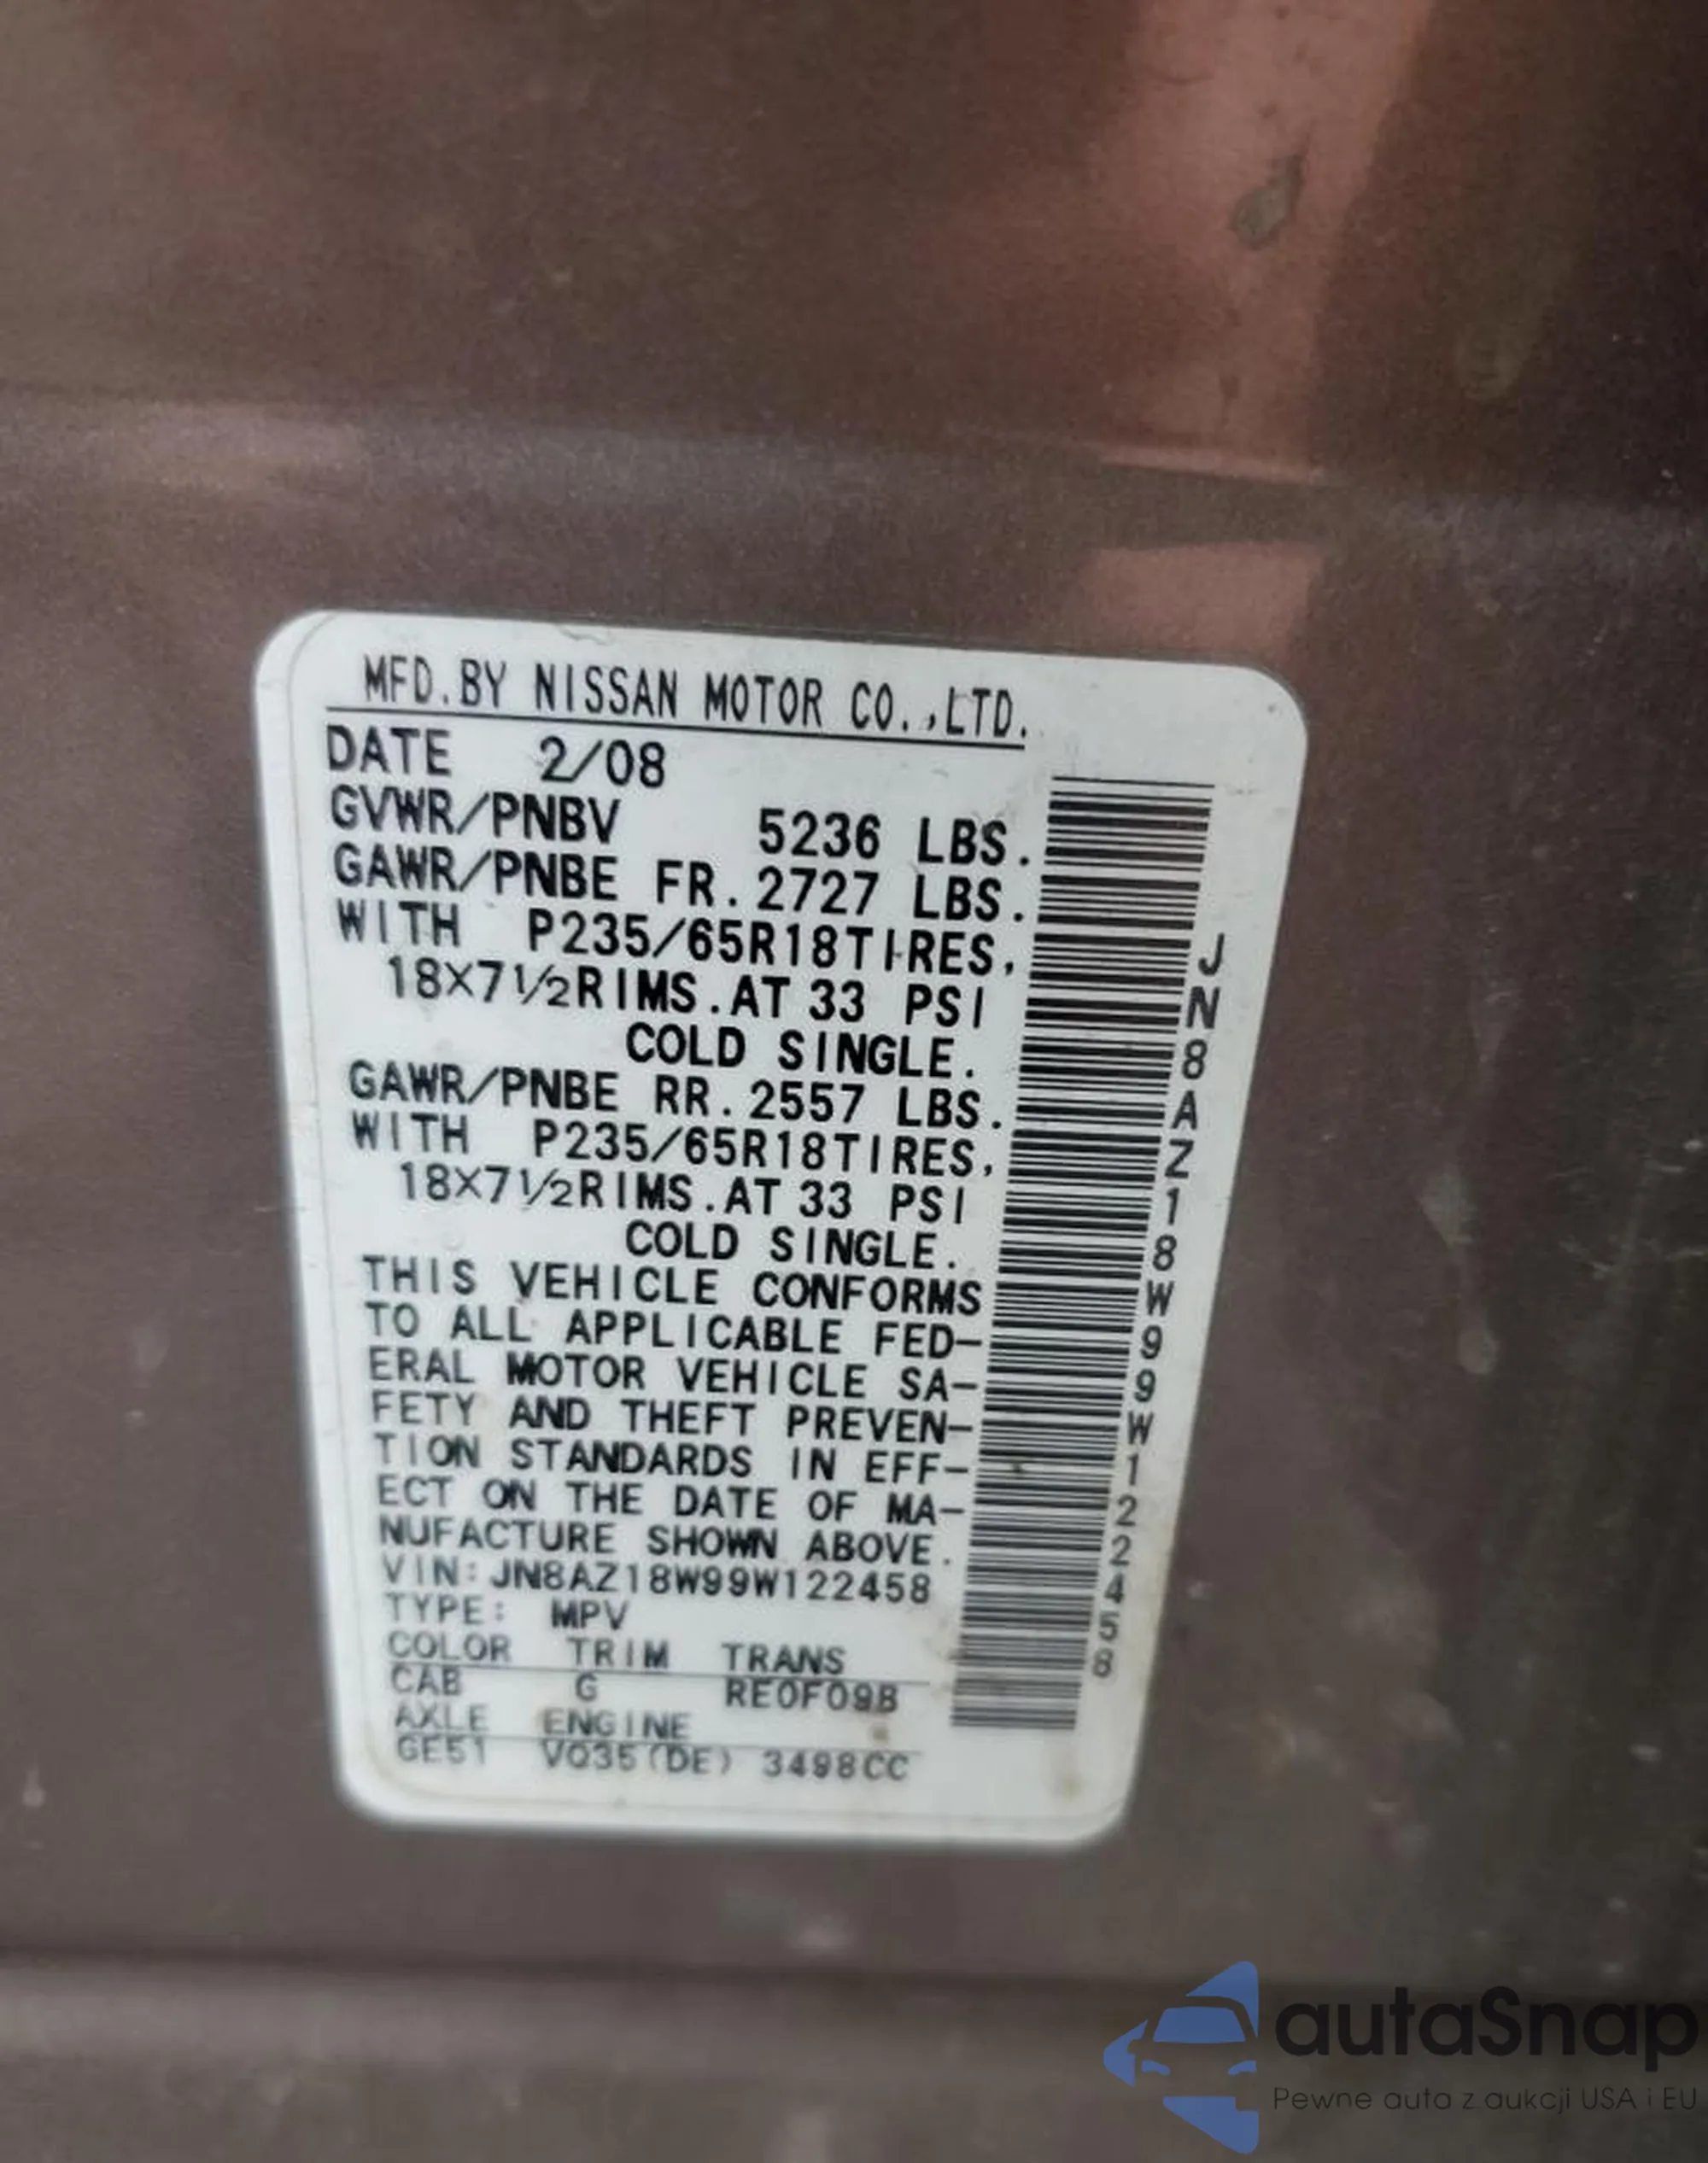 MFD.BY NISSAN MOTOR CO.,LTD.
DATE 2/08
GVWR/PNBV 5236 LBS.
GAWR/PNBE FR. 2727 LBS.
WITH P235/65R18TIRES,
18X7½RIMS.AT 33 PSI
COLD SINGLE.
GAWR/PNBE RR. 2557 LBS.
WITH P235/65R18TIRES,
18X7½RIMS.AT 33 PSI
COLD SINGLE.
THIS VEHICLE CONFORMS
TO ALL APPLICABLE FED-
ERAL MOTOR VEHICLE SA-
FETY AND THEFT PREVEN-
TION STANDARDS IN EFF-
ECT ON THE DATE OF MA-
NUFACTURE SHOWN ABOVE.
VIN:JN8AZ18W99W122458
TYPE: MPV
COLOR TRIM TRANS
CAB G RE0F09B
AXLE ENGINE
GE51 VQ35(DE) 3498CC
JN8AZ18W99W122458
autaSnap
Pewne auta z aukcji USA i EU